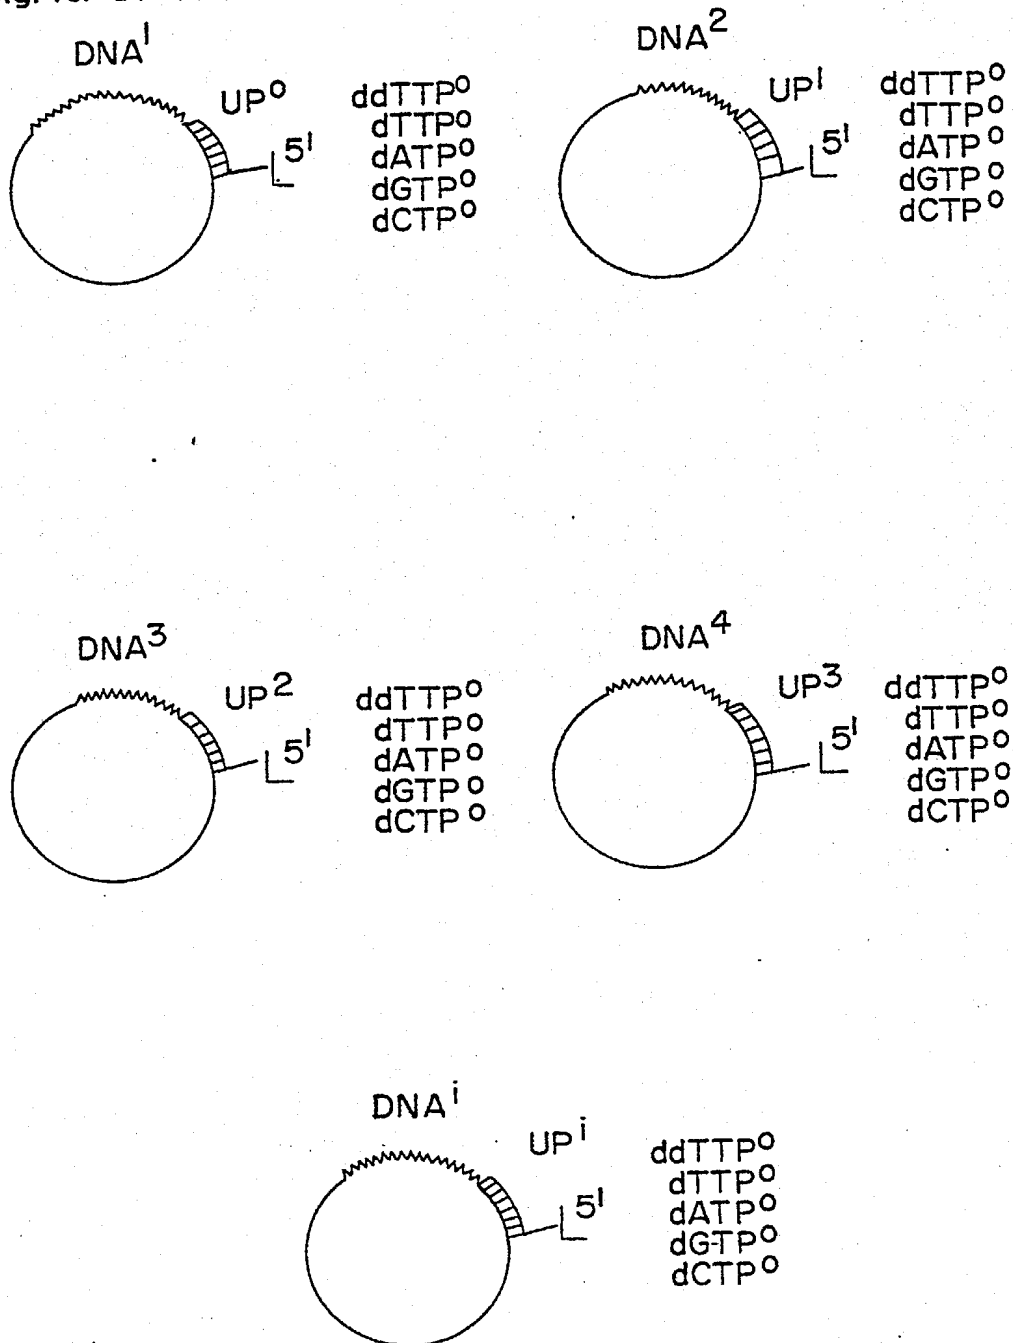 DNA¹
UP⁰
5'
ddTTP⁰
dTTP⁰
dATP⁰
dGTP⁰
dCTP⁰
DNA²
UP¹
5'
ddTTP⁰
dTTP⁰
dATP⁰
dGTP⁰
dCTP⁰
DNA³
UP²
5'
ddTTP⁰
dTTP⁰
dATP⁰
dGTP⁰
dCTP⁰
DNA⁴
UP³
5'
ddTTP⁰
dTTP⁰
dATP⁰
dGTP⁰
dCTP⁰
DNAⁱ
UPⁱ
5'
ddTTP⁰
dTTP⁰
dATP⁰
dGTP⁰
dCTP⁰